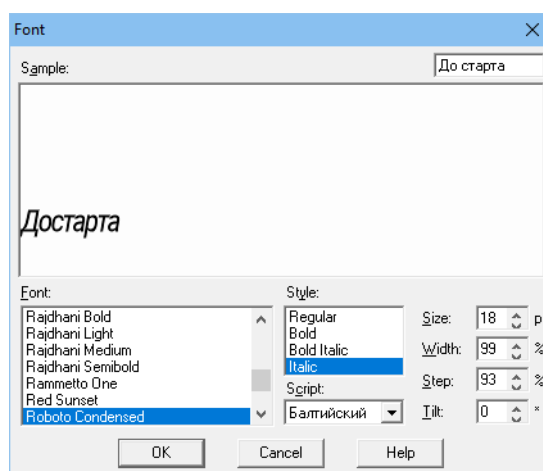 Font
Sample:
До старта
Достарта
Font:
Rajdhani Bold
Rajdhani Light
Rajdhani Medium
Rajdhani Semibold
Rammetto One
Red Sunset
Roboto Condensed
Style:
Regular
Bold
Bold Italic
Italic
Script:
Балтийский
Size: 18 p
Width: 99 %
Step: 93 %
Tilt: 0 °
OK Cancel Help